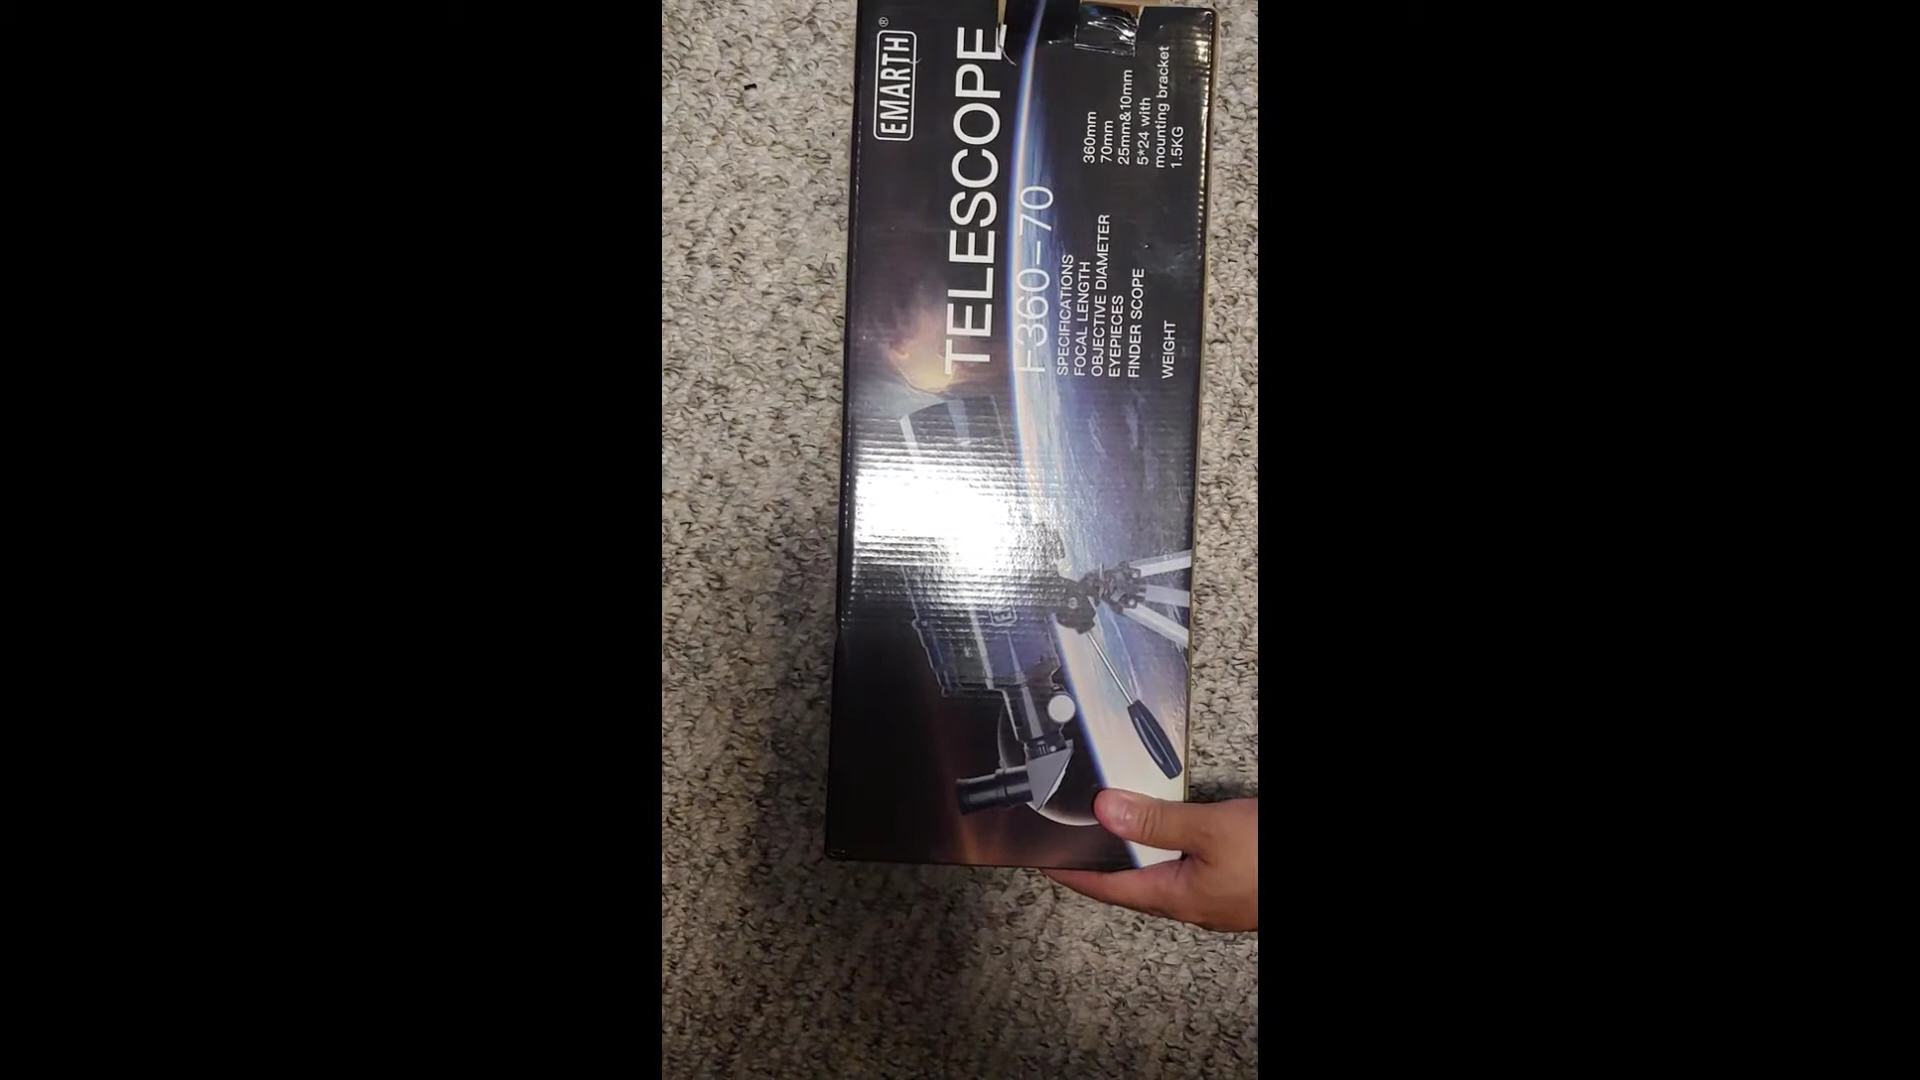 EMARTH®
TELESCOPE
F360-70
SPECIFICATIONS
FOCAL LENGTH 360mm
OBJECTIVE DIAMETER 70mm
EYEPIECES 25mm&10mm
FINDER SCOPE 5*24 with
mounting bracket
WEIGHT 1.5KG